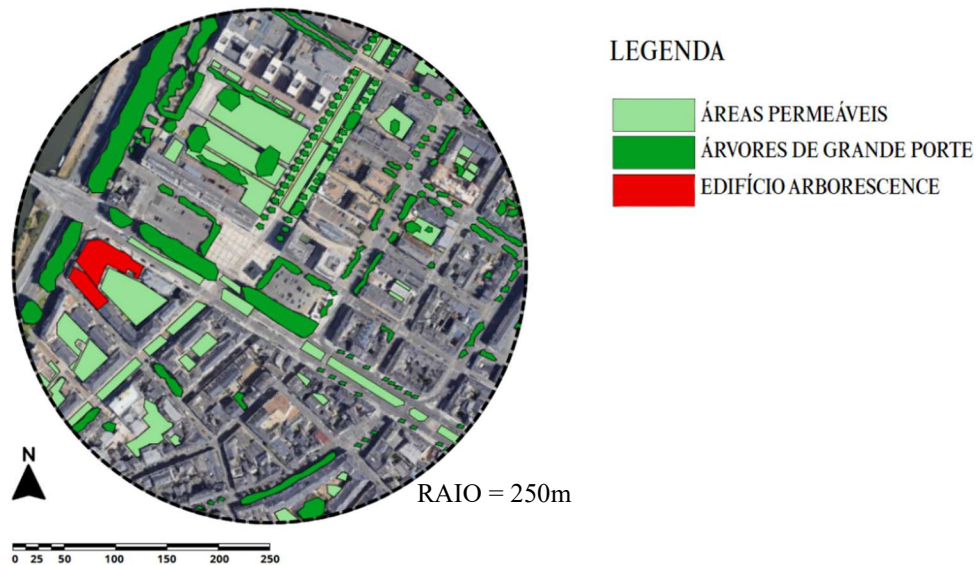 LEGENDA
ÁREAS PERMEÁVEIS
ÁRVORES DE GRANDE PORTE
EDIFÍCIO ARBORESCENCE
N
RAIO = 250m
0 25 50 100 150 200 250